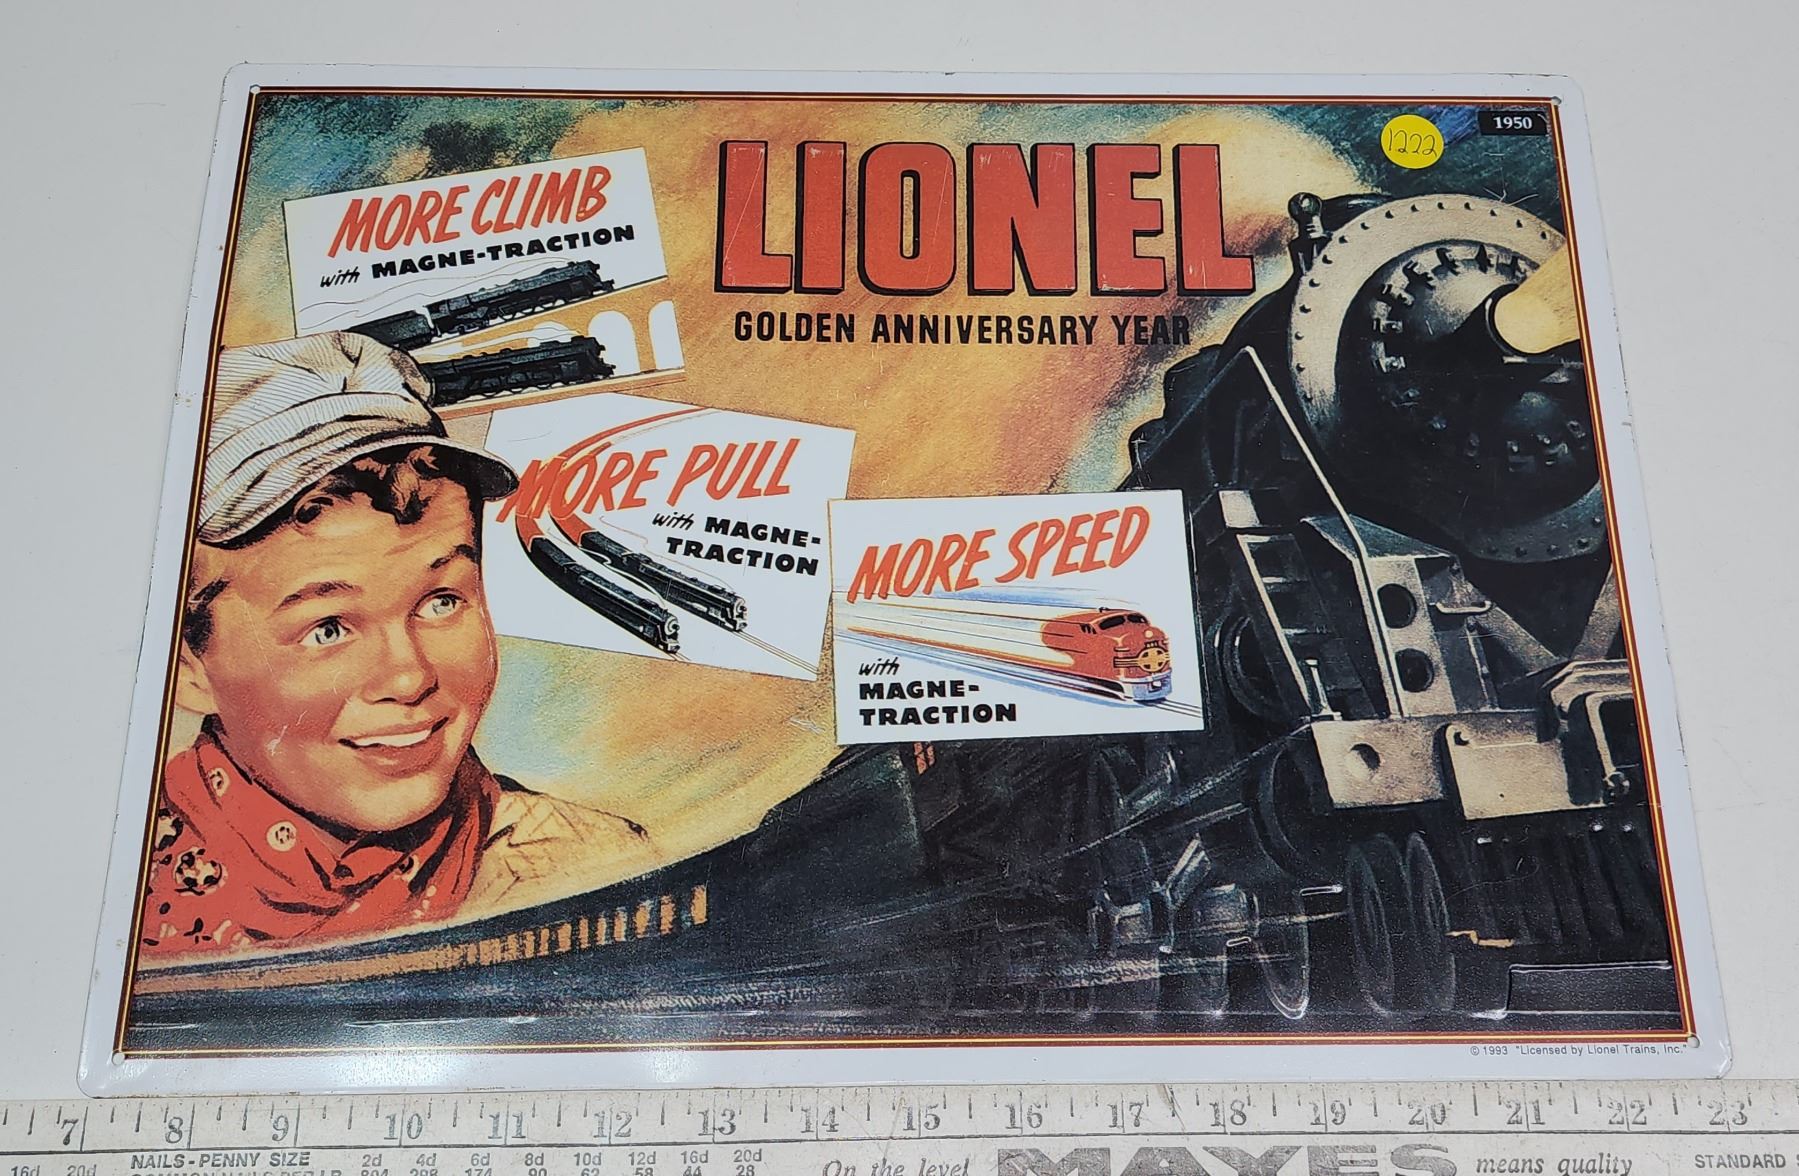 1950
1222
LIONEL
GOLDEN ANNIVERSARY YEAR
MORE CLIMB
with MAGNE-TRACTION
MORE PULL
with MAGNE-
TRACTION
MORE SPEED
with
MAGNE-
TRACTION
© 1993 "Licensed by Lionel Trains, Inc."
7 8 9 10 11 12 13 14 15 16 17 18 19 20 21 22 23
16d 20d NAILS-PENNY SIZE 2d 4d 6d 8d 10d 12d 16d 20d
On the level MAYES means quality STANDARD